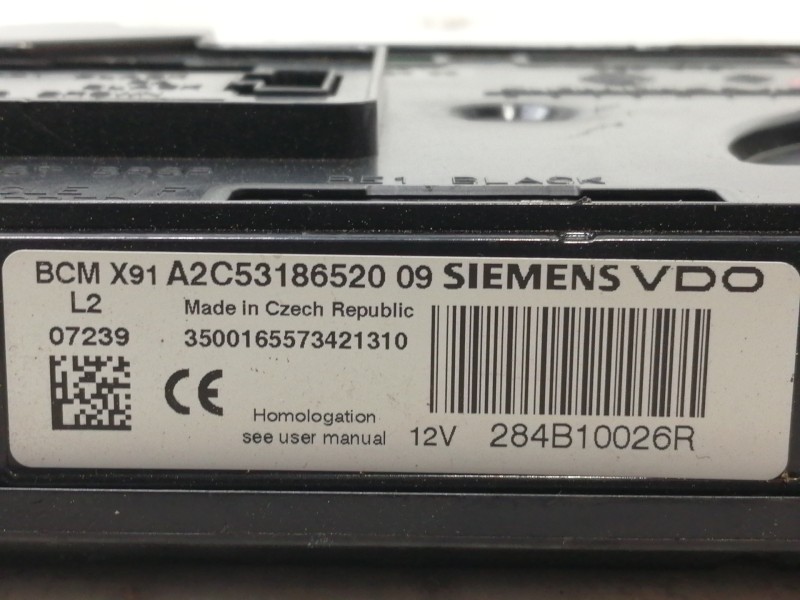 PE1 BLACK
BCM X91 A2C53186520 09 SIEMENS VDO
L2
Made in Czech Republic
07239
3500165573421310
CE
Homologation
see user manual
12V
284B10026R